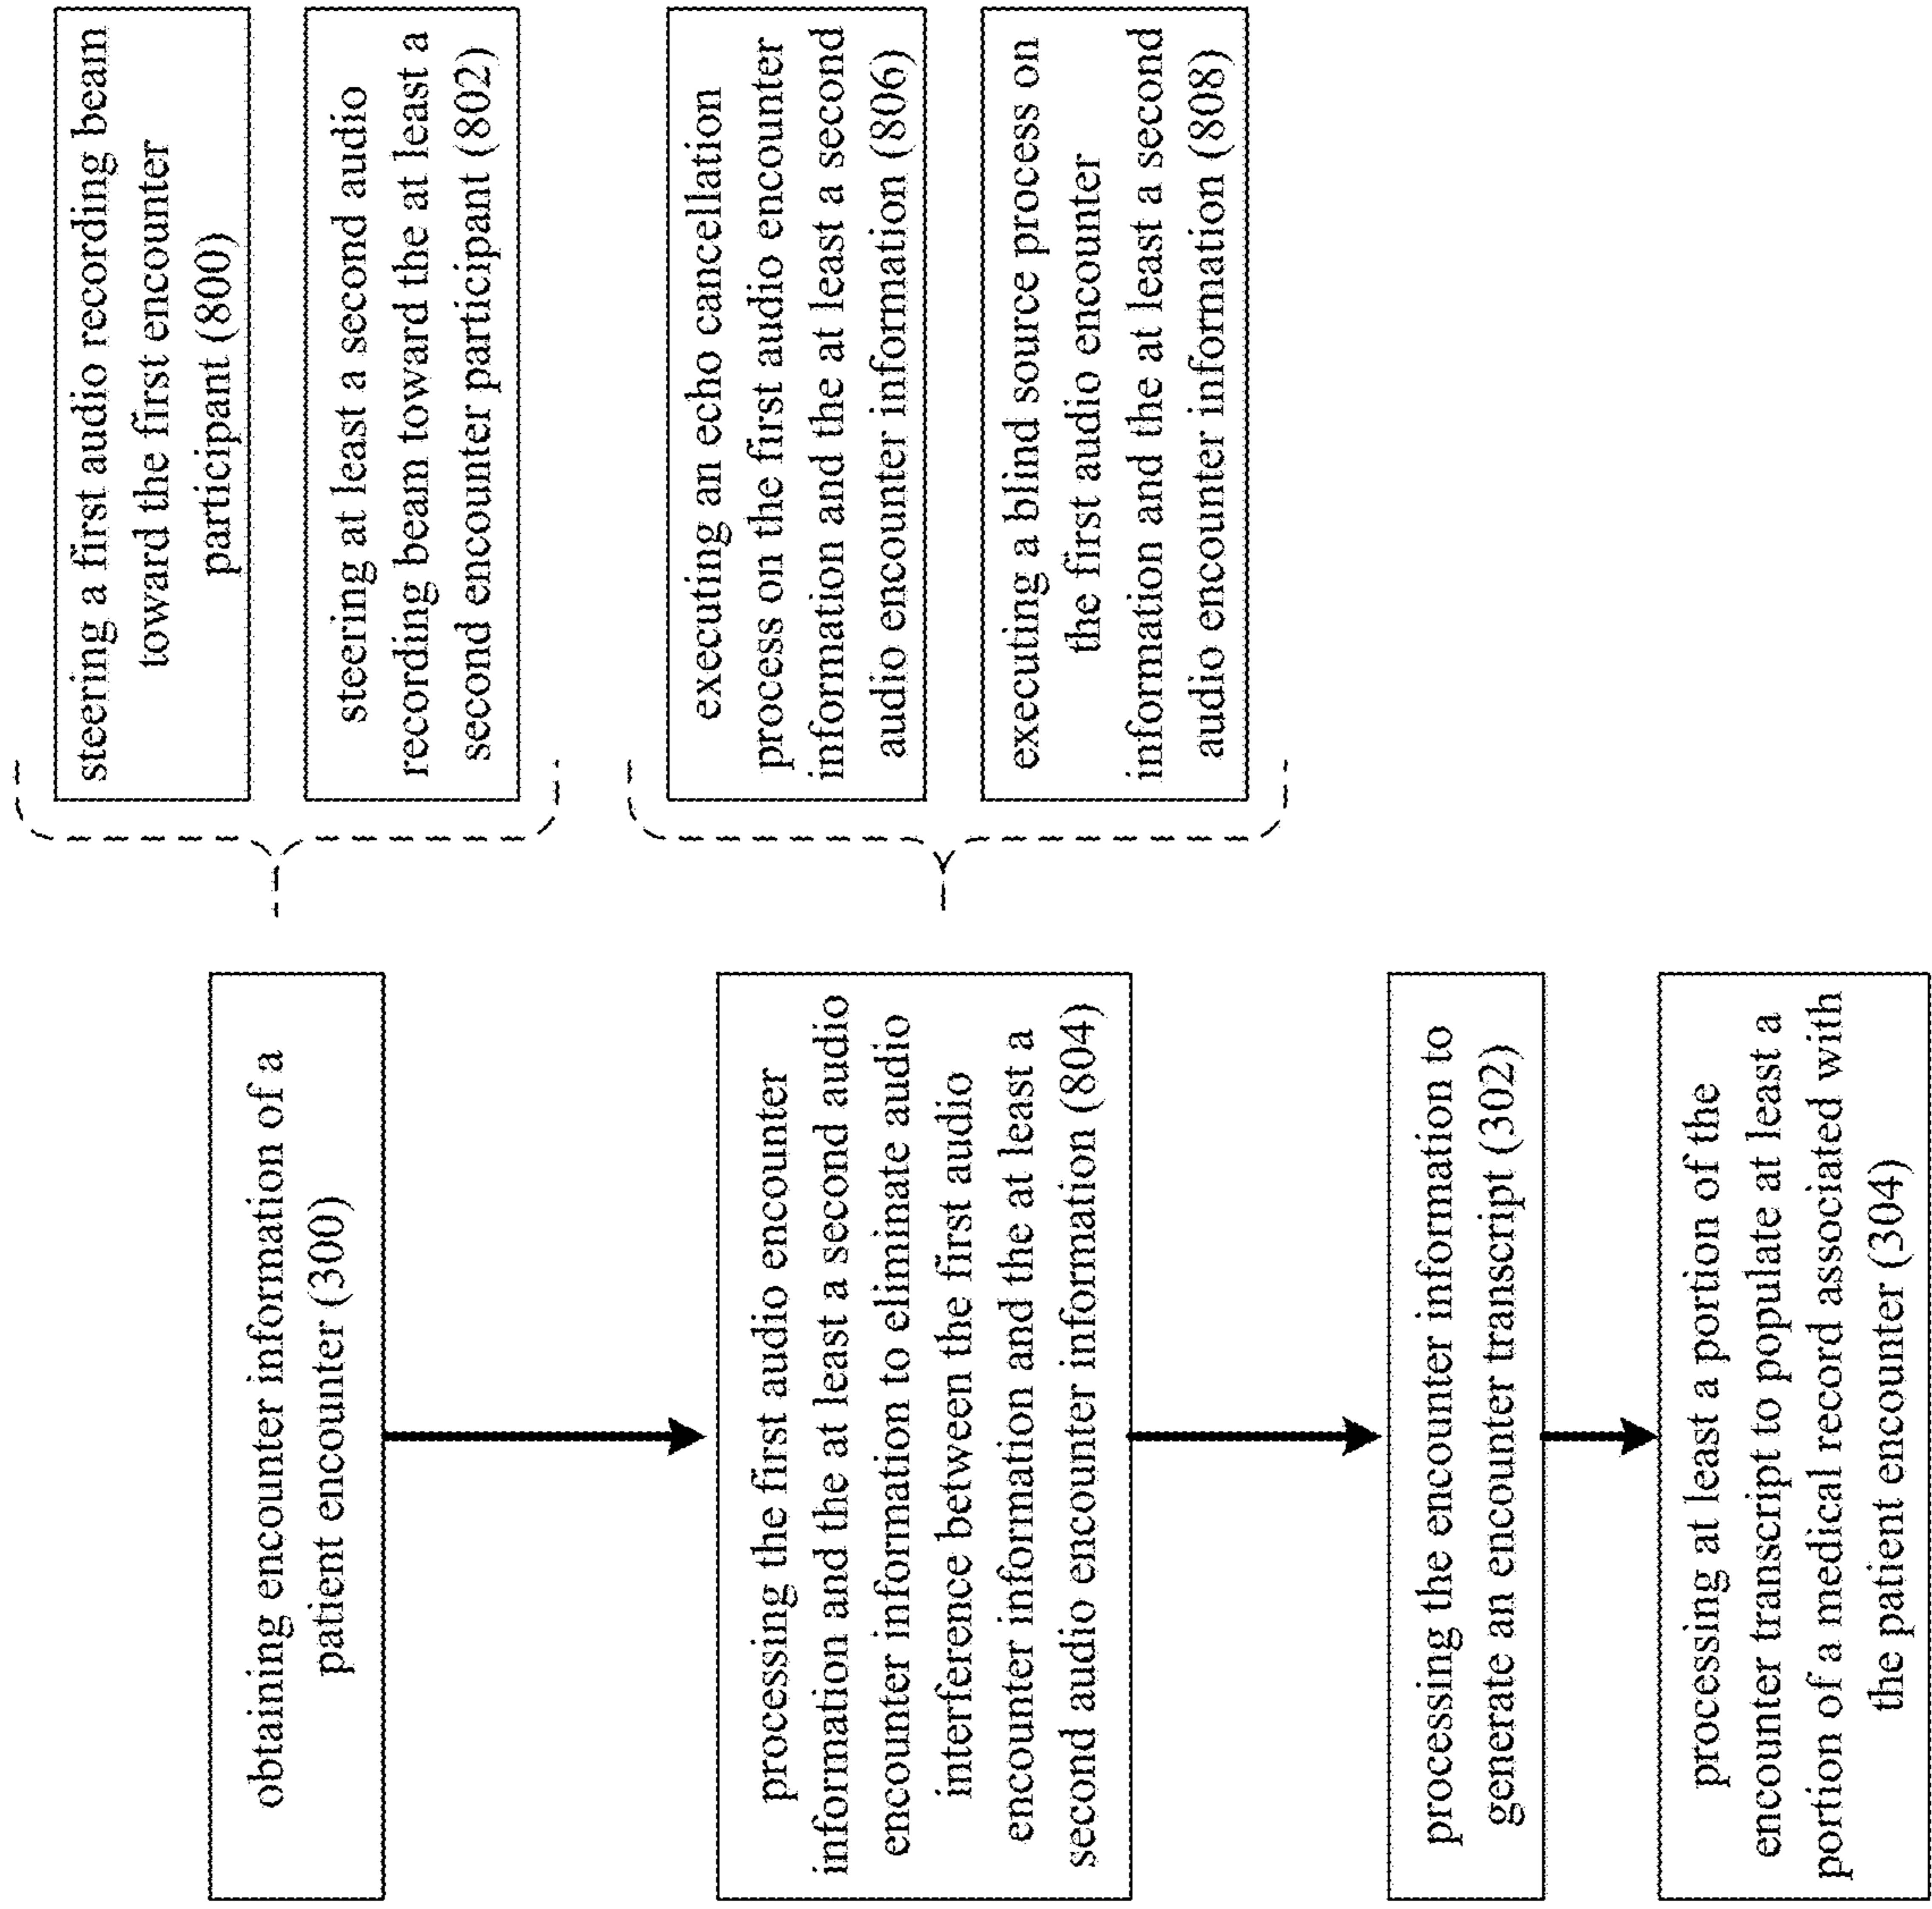 obtaining encounter information of a
patient encounter (300)
steering a first audio recording beam
toward the first encounter
participant (800)
steering at least a second audio
recording beam toward the at least a
second encounter participant (802)
processing the first audio encounter
information and the at least a second audio
encounter information to eliminate audio
interference between the first audio
encounter information and the at least a
second audio encounter information (804)
executing an echo cancellation
process on the first audio encounter
information and the at least a second
audio encounter information (806)
executing a blind source process on
the first audio encounter
information and the at least a second
audio encounter information (808)
processing the encounter information to
generate an encounter transcript (302)
processing at least a portion of the
encounter transcript to populate at least a
portion of a medical record associated with
the patient encounter (304)